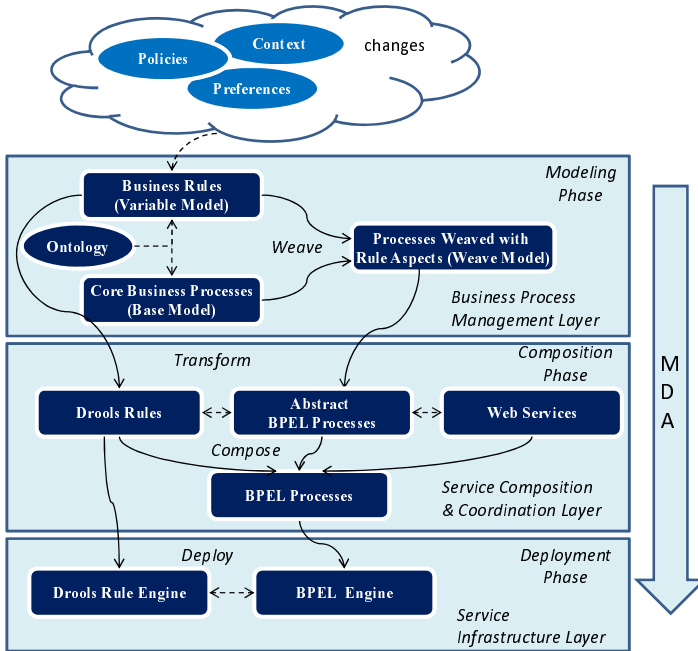 Context
changes
Policies
Preferences
Modeling
Phase
Business Rules
(Variable Model)
Ontology
Weave
Processes Weaved with
Rule Aspects (Weave Model)
Core Business Processes
(Base Model)
Business Process
Management Layer
Transform
Composition
Phase
M
D
A
Drools Rules
Abstract
BPEL Processes
Web Services
Compose
BPEL Processes
Service Composition
& Coordination Layer
Deploy
Deployment
Phase
Drools Rule Engine
BPEL Engine
Service
Infrastructure Layer